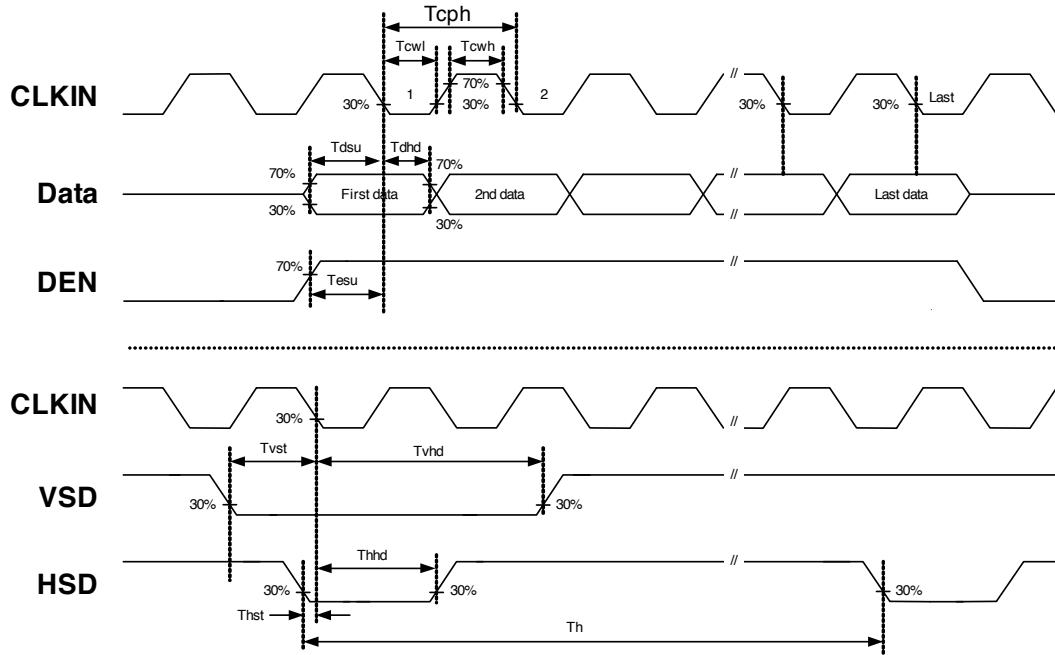 Tcph
Tcwl Tcwh
CLKIN 30% 1 70% 30% 2 // 30% 30% Last
Tdsu Tdhd
70% 70%
Data First data 2nd data // Last data
30% 30% //
DEN 70% Tesu //
CLKIN 30% //
Tvst Tvhd
VSD 30% 30% //
Thhd //
HSD 30% 30% 30%
Thst
Th